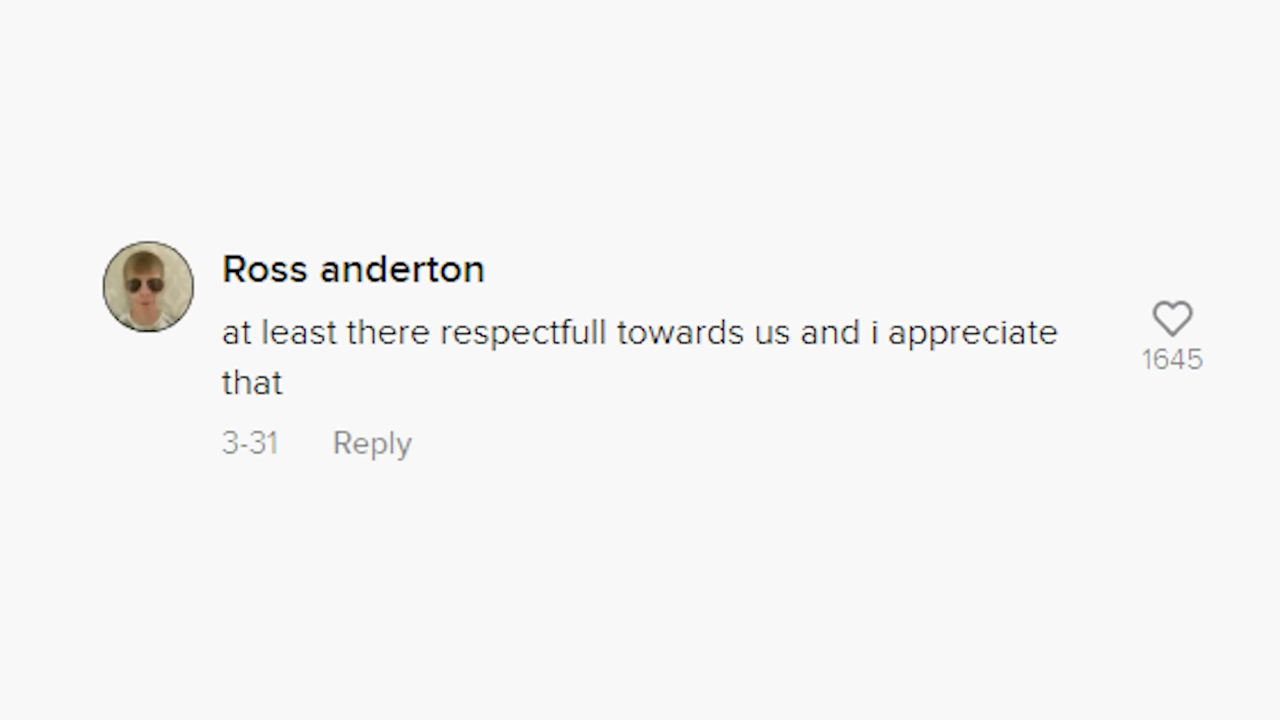 Ross anderton
at least there respectfull towards us and i appreciate
that
1645
3-31 Reply